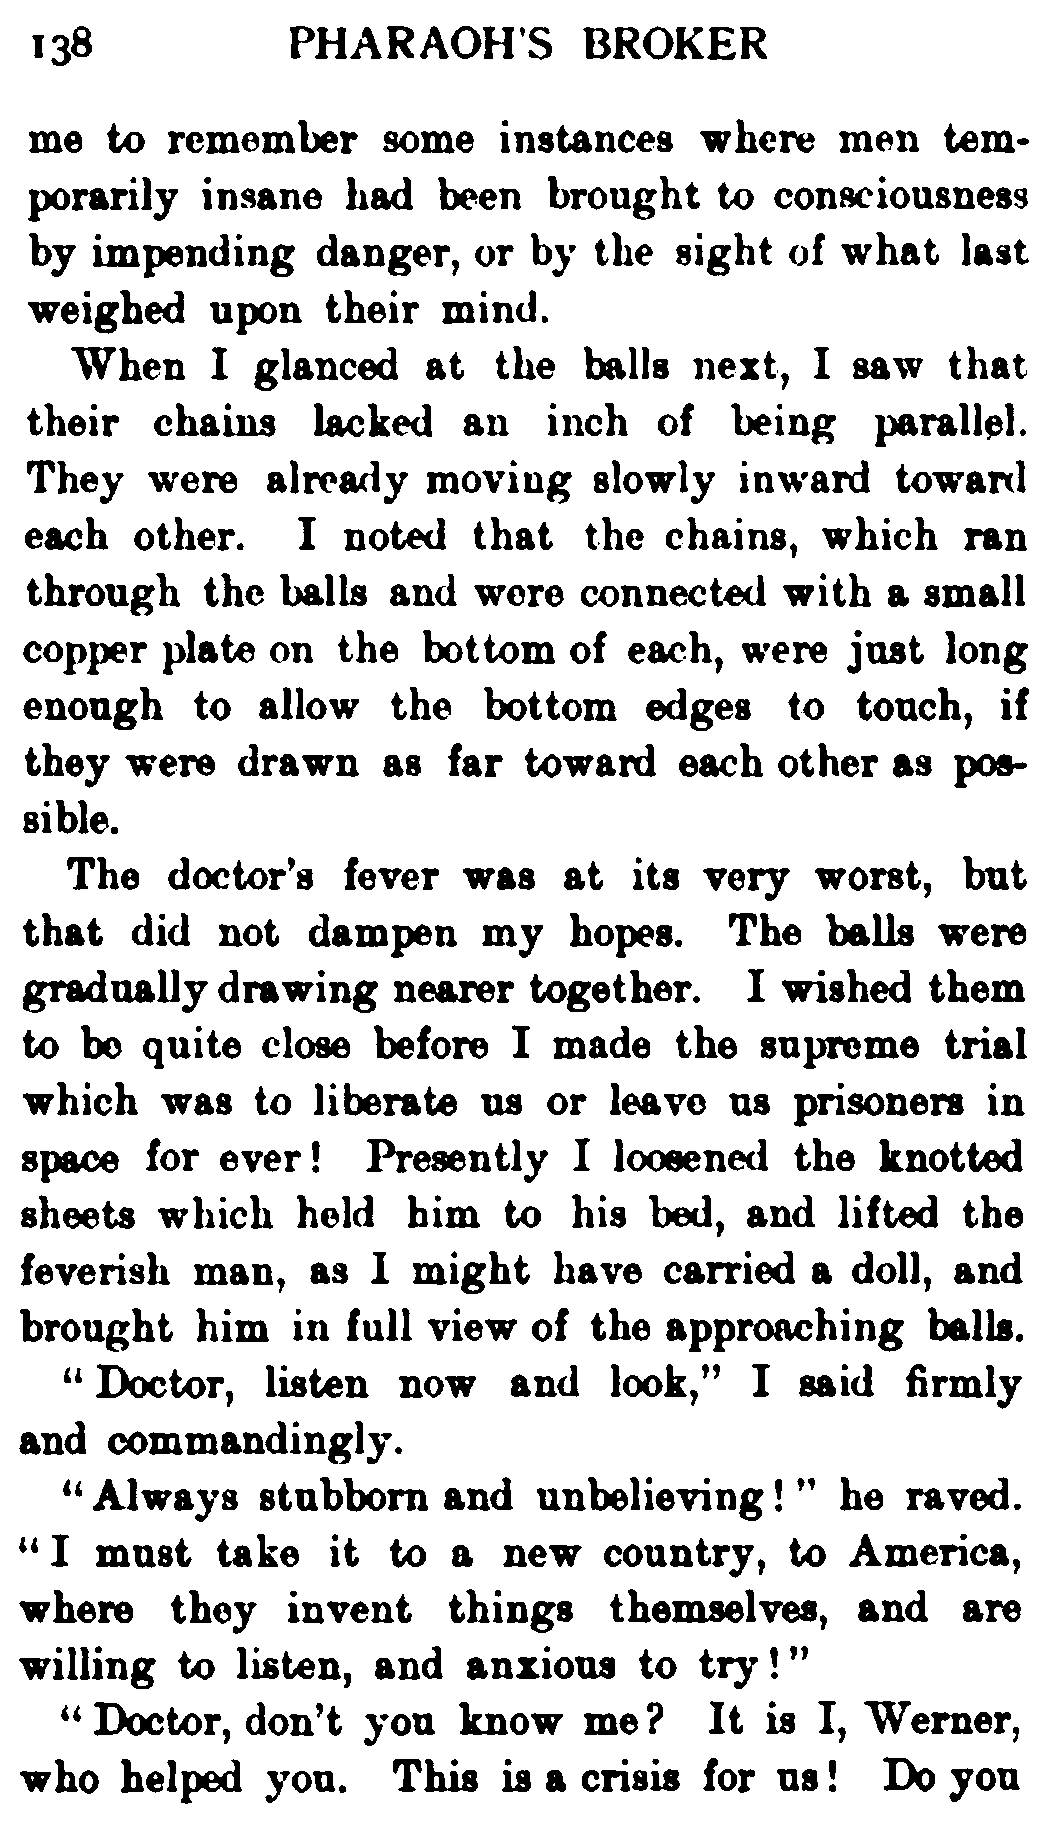 138 PHARAOH'S BROKER
me to remember some instances where men tem-
porarily insane had been brought to consciousness
by impending danger, or by the sight of what last
weighed upon their mind.
When I glanced at the balls next, I saw that
their chains lacked an inch of being parallel.
They were already moving slowly inward toward
each other. I noted that the chains, which ran
through the balls and were connected with a small
copper plate on the bottom of each, were just long
enough to allow the bottom edges to touch, if
they were drawn as far toward each other as pos-
sible.
The doctor's fever was at its very worst, but
that did not dampen my hopes. The balls were
gradually drawing nearer together. I wished them
to be quite close before I made the supreme trial
which was to liberate us or leave us prisoners in
space for ever! Presently I loosened the knotted
sheets which held him to his bed, and lifted the
feverish man, as I might have carried a doll, and
brought him in full view of the approaching balls.
"Doctor, listen now and look," I said firmly
and commandingly.
"Always stubborn and unbelieving!" he raved.
"I must take it to a new country, to America,
where they invent things themselves, and are
willing to listen, and anxious to try!"
"Doctor, don't you know me? It is I, Werner,
who helped you. This is a crisis for us! Do you